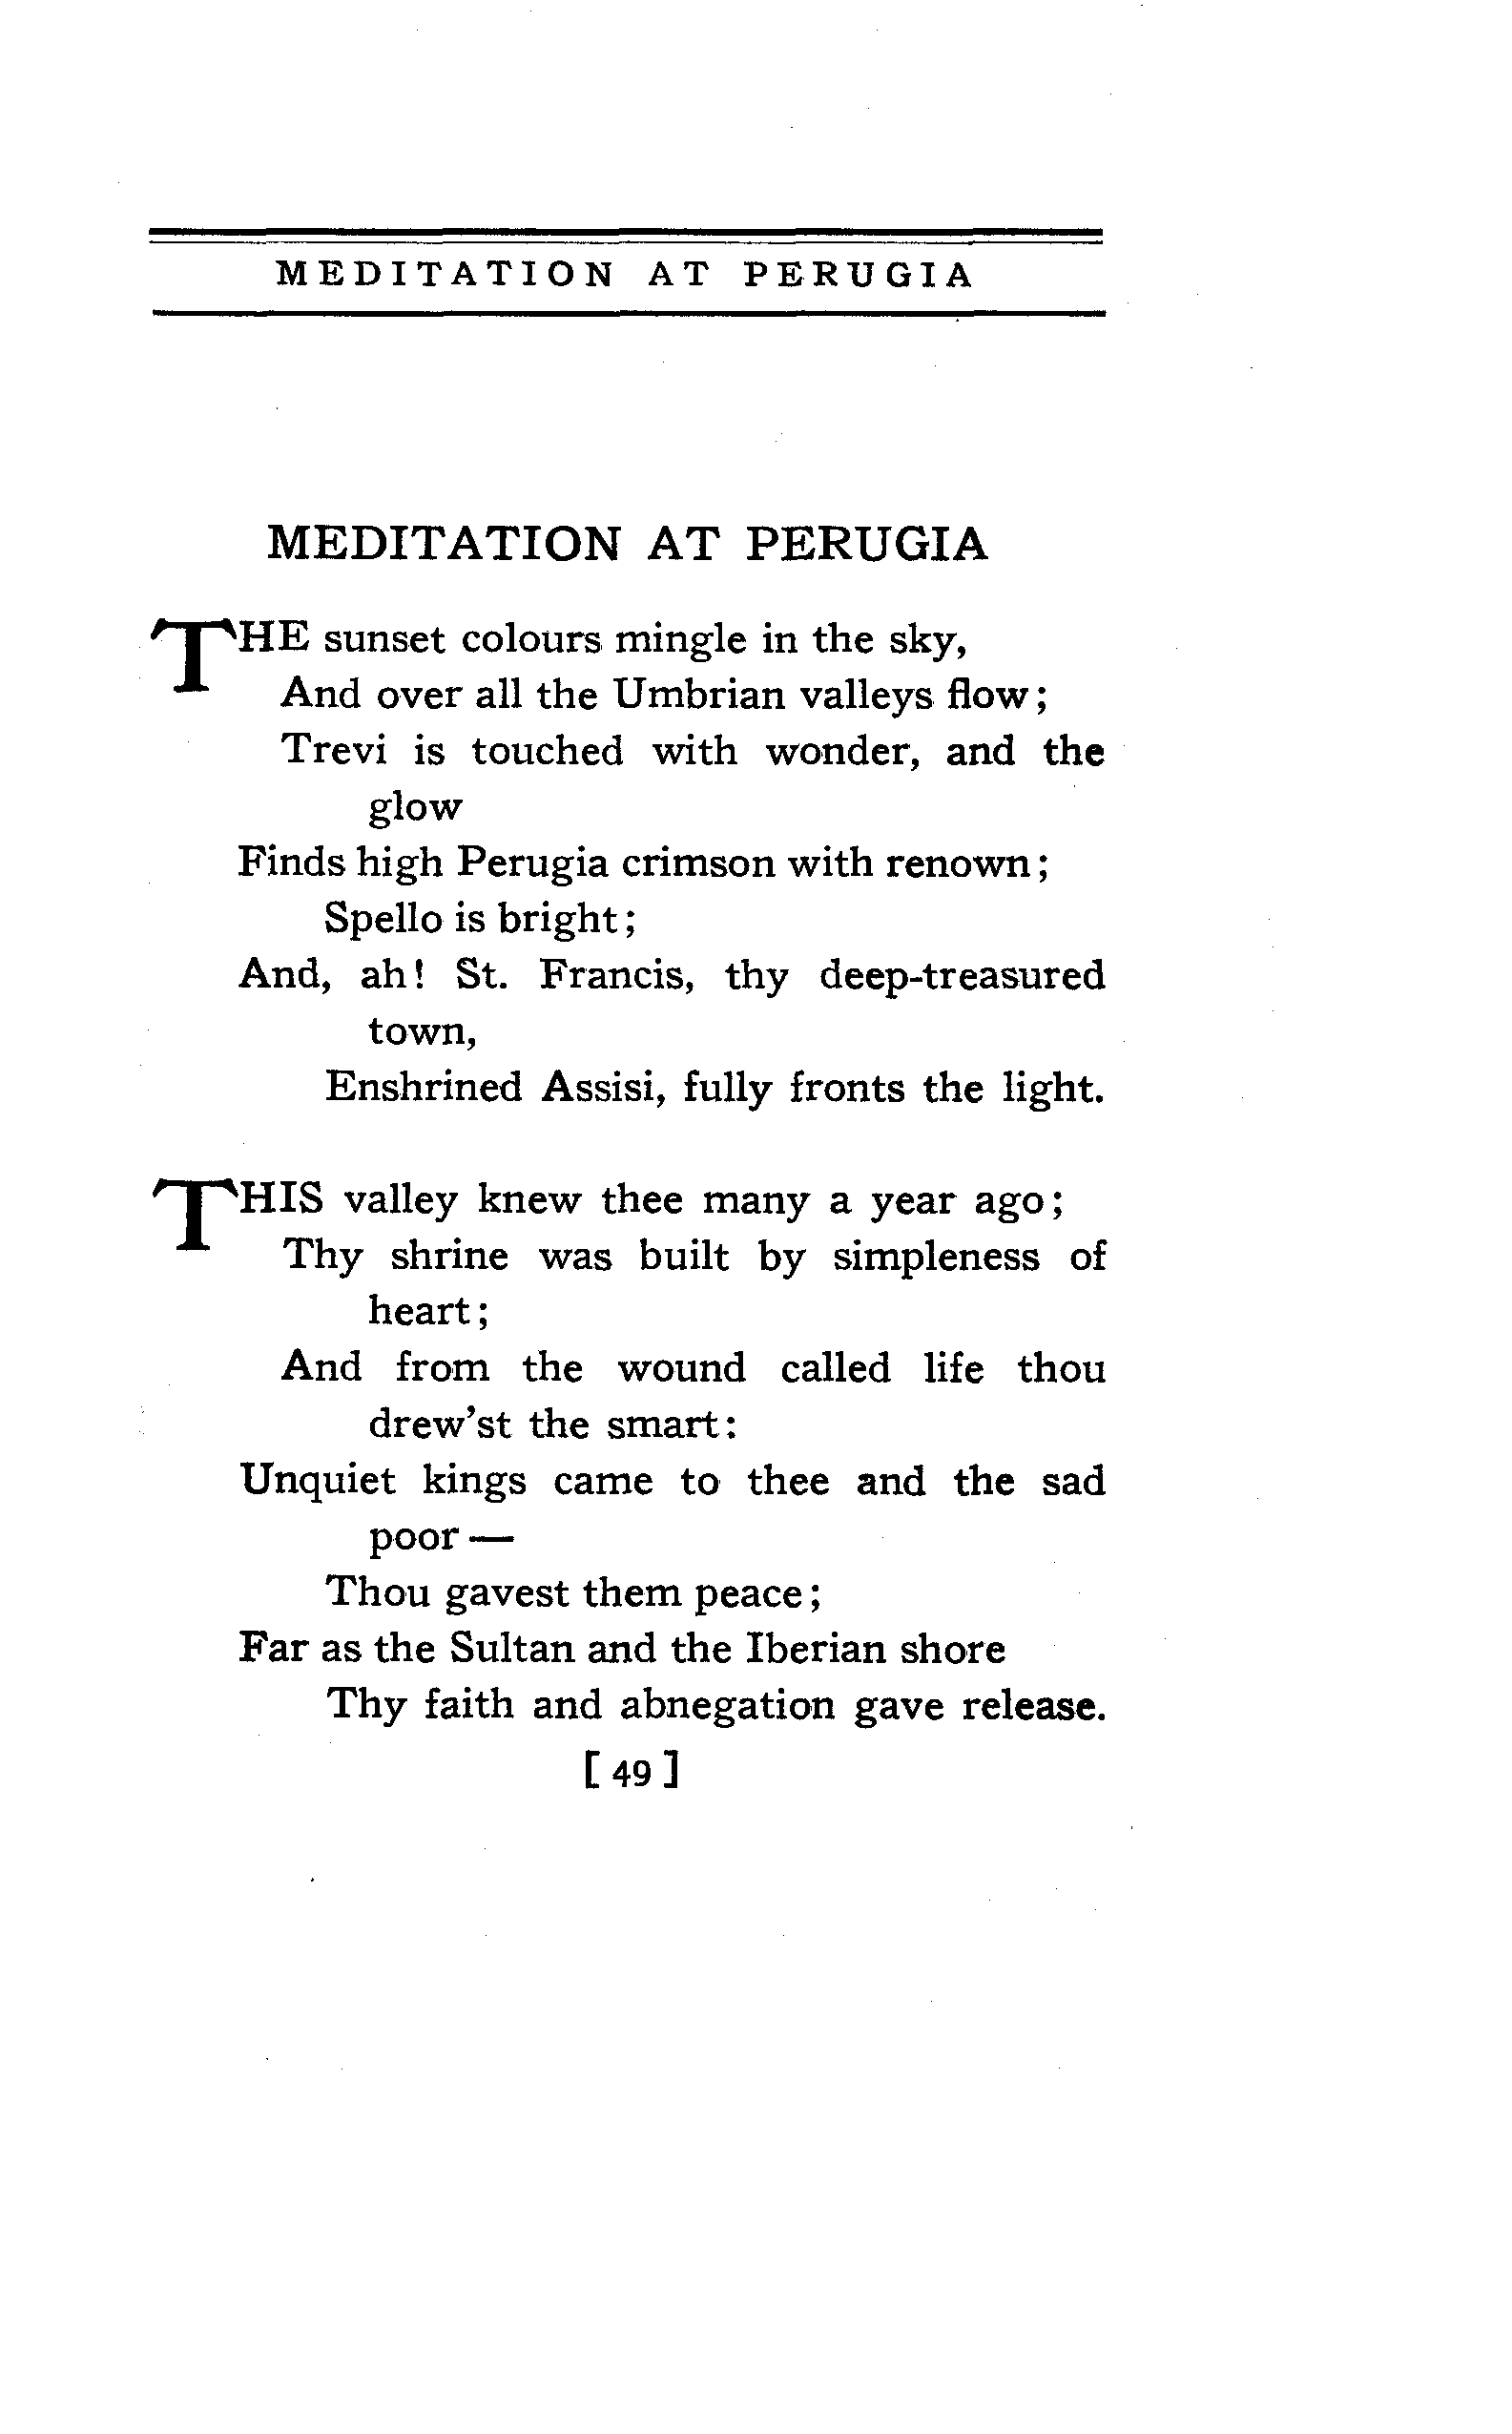 MEDITATION AT PERUGIA
MEDITATION AT PERUGIA
THE sunset colours mingle in the sky,
And over all the Umbrian valleys flow;
Trevi is touched with wonder, and the
glow
Finds high Perugia crimson with renown;
Spello is bright;
And, ah! St. Francis, thy deep-treasured
town,
Enshrined Assisi, fully fronts the light.
THIS valley knew thee many a year ago;
Thy shrine was built by simpleness of
heart;
And from the wound called life thou
drew'st the smart:
Unquiet kings came to thee and the sad
poor—
Thou gavest them peace;
Far as the Sultan and the Iberian shore
Thy faith and abnegation gave release.
[49]